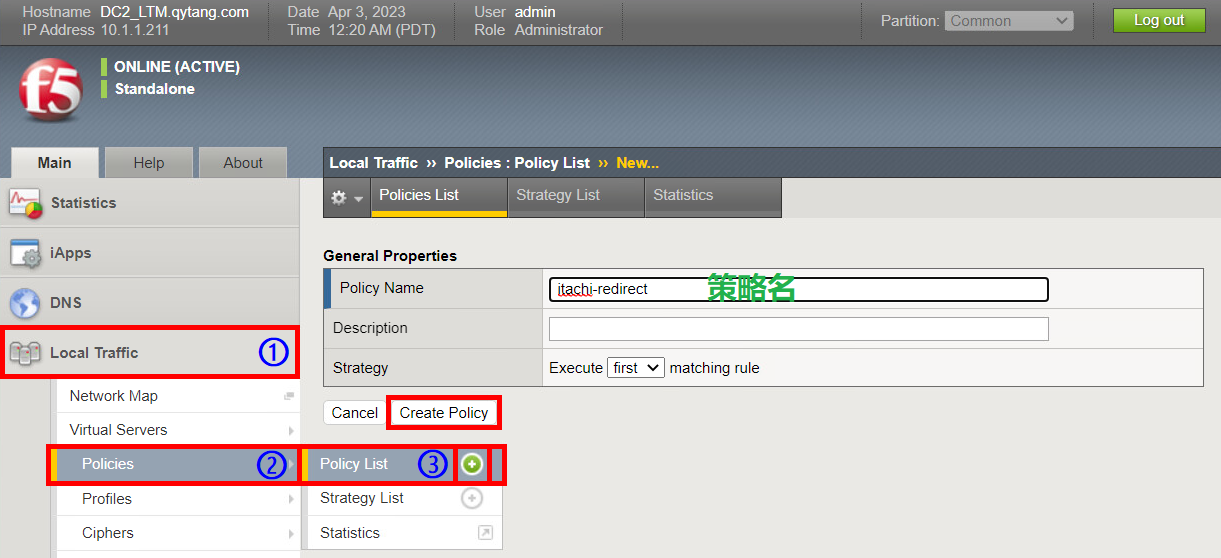 Hostname DC2_LTM.qytang.com Date Apr 3, 2023 User admin
IP Address 10.1.1.211 Time 12:20 AM (PDT) Role Administrator
Partition: Common Log out
f5
ONLINE (ACTIVE)
Standalone
Main Help About
Local Traffic ›› Policies : Policy List ›› New...
Policies List Strategy List Statistics
Statistics
iApps
DNS
Local Traffic ①
Network Map
Virtual Servers
Policies ②
Profiles
Ciphers
General Properties
Policy Name itachi-redirect 策略名
Description
Strategy Execute first matching rule
Cancel Create Policy
Policy List ③
Strategy List
Statistics